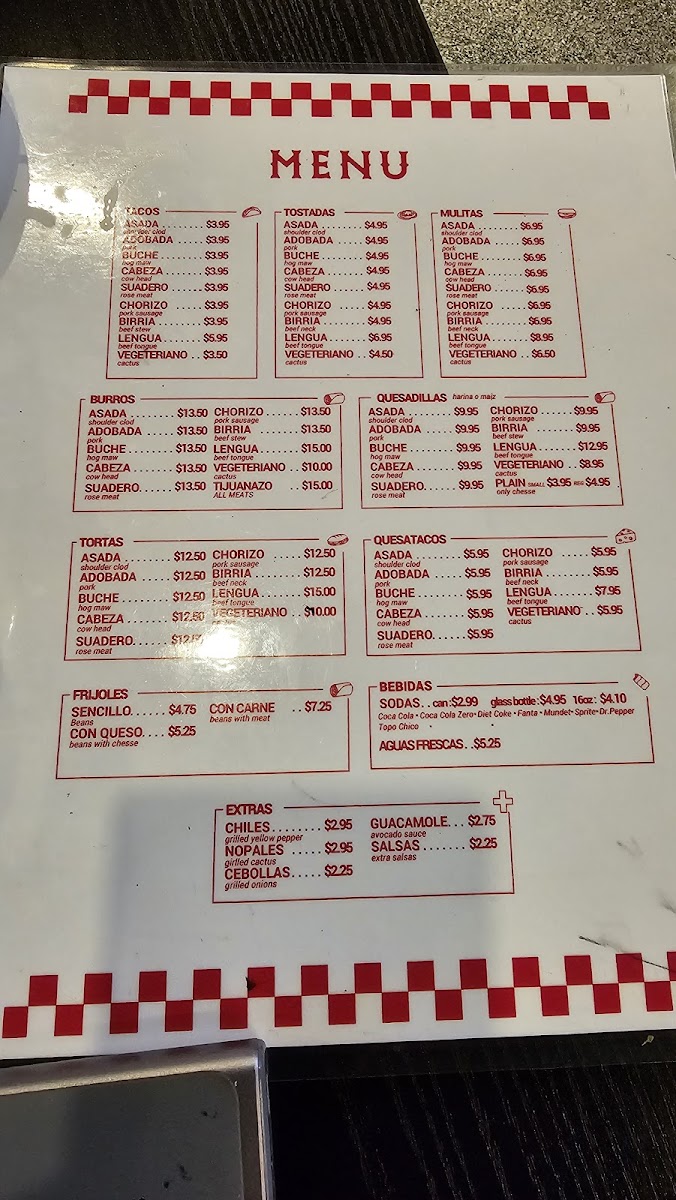 MENU
TACOS
ASADA ....... $3.95
shoulder clod
ADOBADA ..... $3.95
pork
BUCHE ....... $3.95
hog maw
CABEZA ...... $3.95
cow head
SUADERO ..... $3.95
rose meat
CHORIZO ..... $3.95
pork sausage
BIRRIA ....... $3.95
beef stew
LENGUA ...... $5.95
beef tongue
VEGETERIANO .. $3.50
cactus
TOSTADAS
ASADA ....... $4.95
shoulder clod
ADOBADA ..... $4.95
pork
BUCHE ....... $4.95
hog maw
CABEZA ...... $4.95
cow head
SUADERO ..... $4.95
rose meat
CHORIZO ..... $4.95
pork sausage
BIRRIA ....... $4.95
beef neck
LENGUA ...... $6.95
beef tongue
VEGETERIANO .. $4.50
cactus
MULITAS
ASADA ....... $6.95
shoulder clod
ADOBADA ..... $6.95
pork
BUCHE ....... $6.95
hog maw
CABEZA ...... $6.95
cow head
SUADERO ..... $6.95
rose meat
CHORIZO ..... $6.95
pork sausage
BIRRIA ....... $6.95
beef neck
LENGUA ...... $8.95
beef tongue
VEGETERIANO .. $6.50
cactus
BURROS
ASADA ....... $13.50
shoulder clod
ADOBADA ..... $13.50
pork
BUCHE ....... $13.50
hog maw
CABEZA ...... $13.50
cow head
SUADERO...... $13.50
rose meat
CHORIZO ..... $13.50
pork sausage
BIRRIA ....... $13.50
beef stew
LENGUA ...... $15.00
beef tongue
VEGETERIANO .. $10.00
cactus
TIJUANAZO .... $15.00
ALL MEATS
QUESADILLAS harina o maiz
ASADA ....... $9.95
shoulder clod
ADOBADA ..... $9.95
pork
BUCHE ....... $9.95
hog maw
CABEZA ...... $9.95
cow head
SUADERO...... $9.95
rose meat
CHORIZO ..... $9.95
pork sausage
BIRRIA ....... $9.95
beef stew
LENGUA ...... $12.95
beef tongue
VEGETERIANO .. $8.95
cactus
PLAIN SMALL $3.95 REG $4.95
only chesse
TORTAS
ASADA ....... $12.50
shoulder clod
ADOBADA ..... $12.50
pork
BUCHE ....... $12.50
hog maw
CABEZA ...... $12.50
cow head
SUADERO...... $12.50
rose meat
CHORIZO ..... $12.50
pork sausage
BIRRIA ....... $12.50
beef neck
LENGUA ...... $15.00
beef tongue
VEGETERIANO .. $10.00
QUESATACOS
ASADA ....... $5.95
shoulder clod
ADOBADA ..... $5.95
pork
BUCHE ....... $5.95
hog maw
CABEZA ...... $5.95
cow head
SUADERO...... $5.95
rose meat
CHORIZO ..... $5.95
pork sausage
BIRRIA ....... $5.95
beef neck
LENGUA ...... $7.95
beef tongue
VEGETERIANO .. $5.95
cactus
FRIJOLES
SENCILLO..... $4.75
Beans
CON QUESO.... $5.25
beans with chesse
CON CARNE .. $7.25
beans with meat
BEBIDAS
SODAS.. can:$2.99 glass bottle:$4.95 16oz: $4.10
Coca Cola • Coca Cola Zero• Diet Coke • Fanta • Mundet• Sprite• Dr.Pepper
Topo Chico
AGUAS FRESCAS ..$5.25
EXTRAS
CHILES........ $2.95
grilled yellow pepper
NOPALES ..... $2.95
girlled cactus
CEBOLLAS..... $2.25
grilled onions
GUACAMOLE... $2.75
avocado sauce
SALSAS ....... $2.25
extra salsas